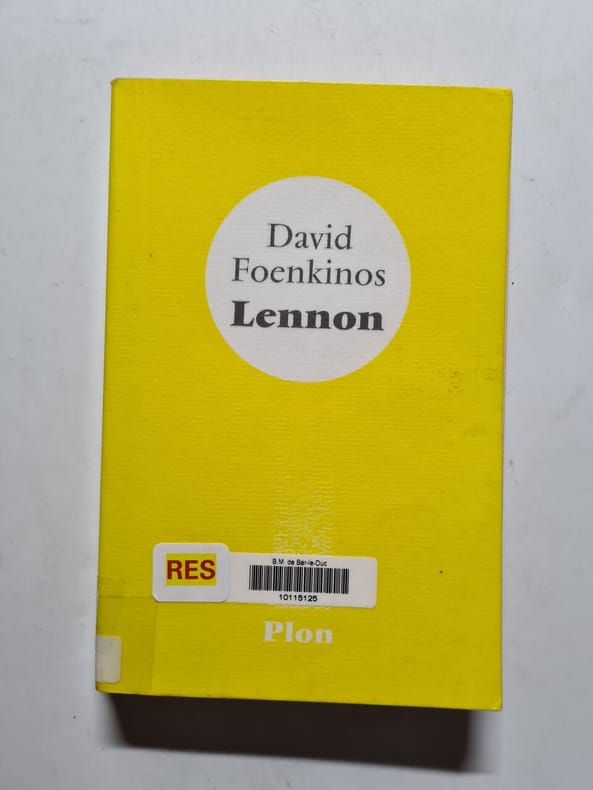 David
Foenkinos
Lennon
RES
B.M. de Bar-le-Duc
10115125
Plon